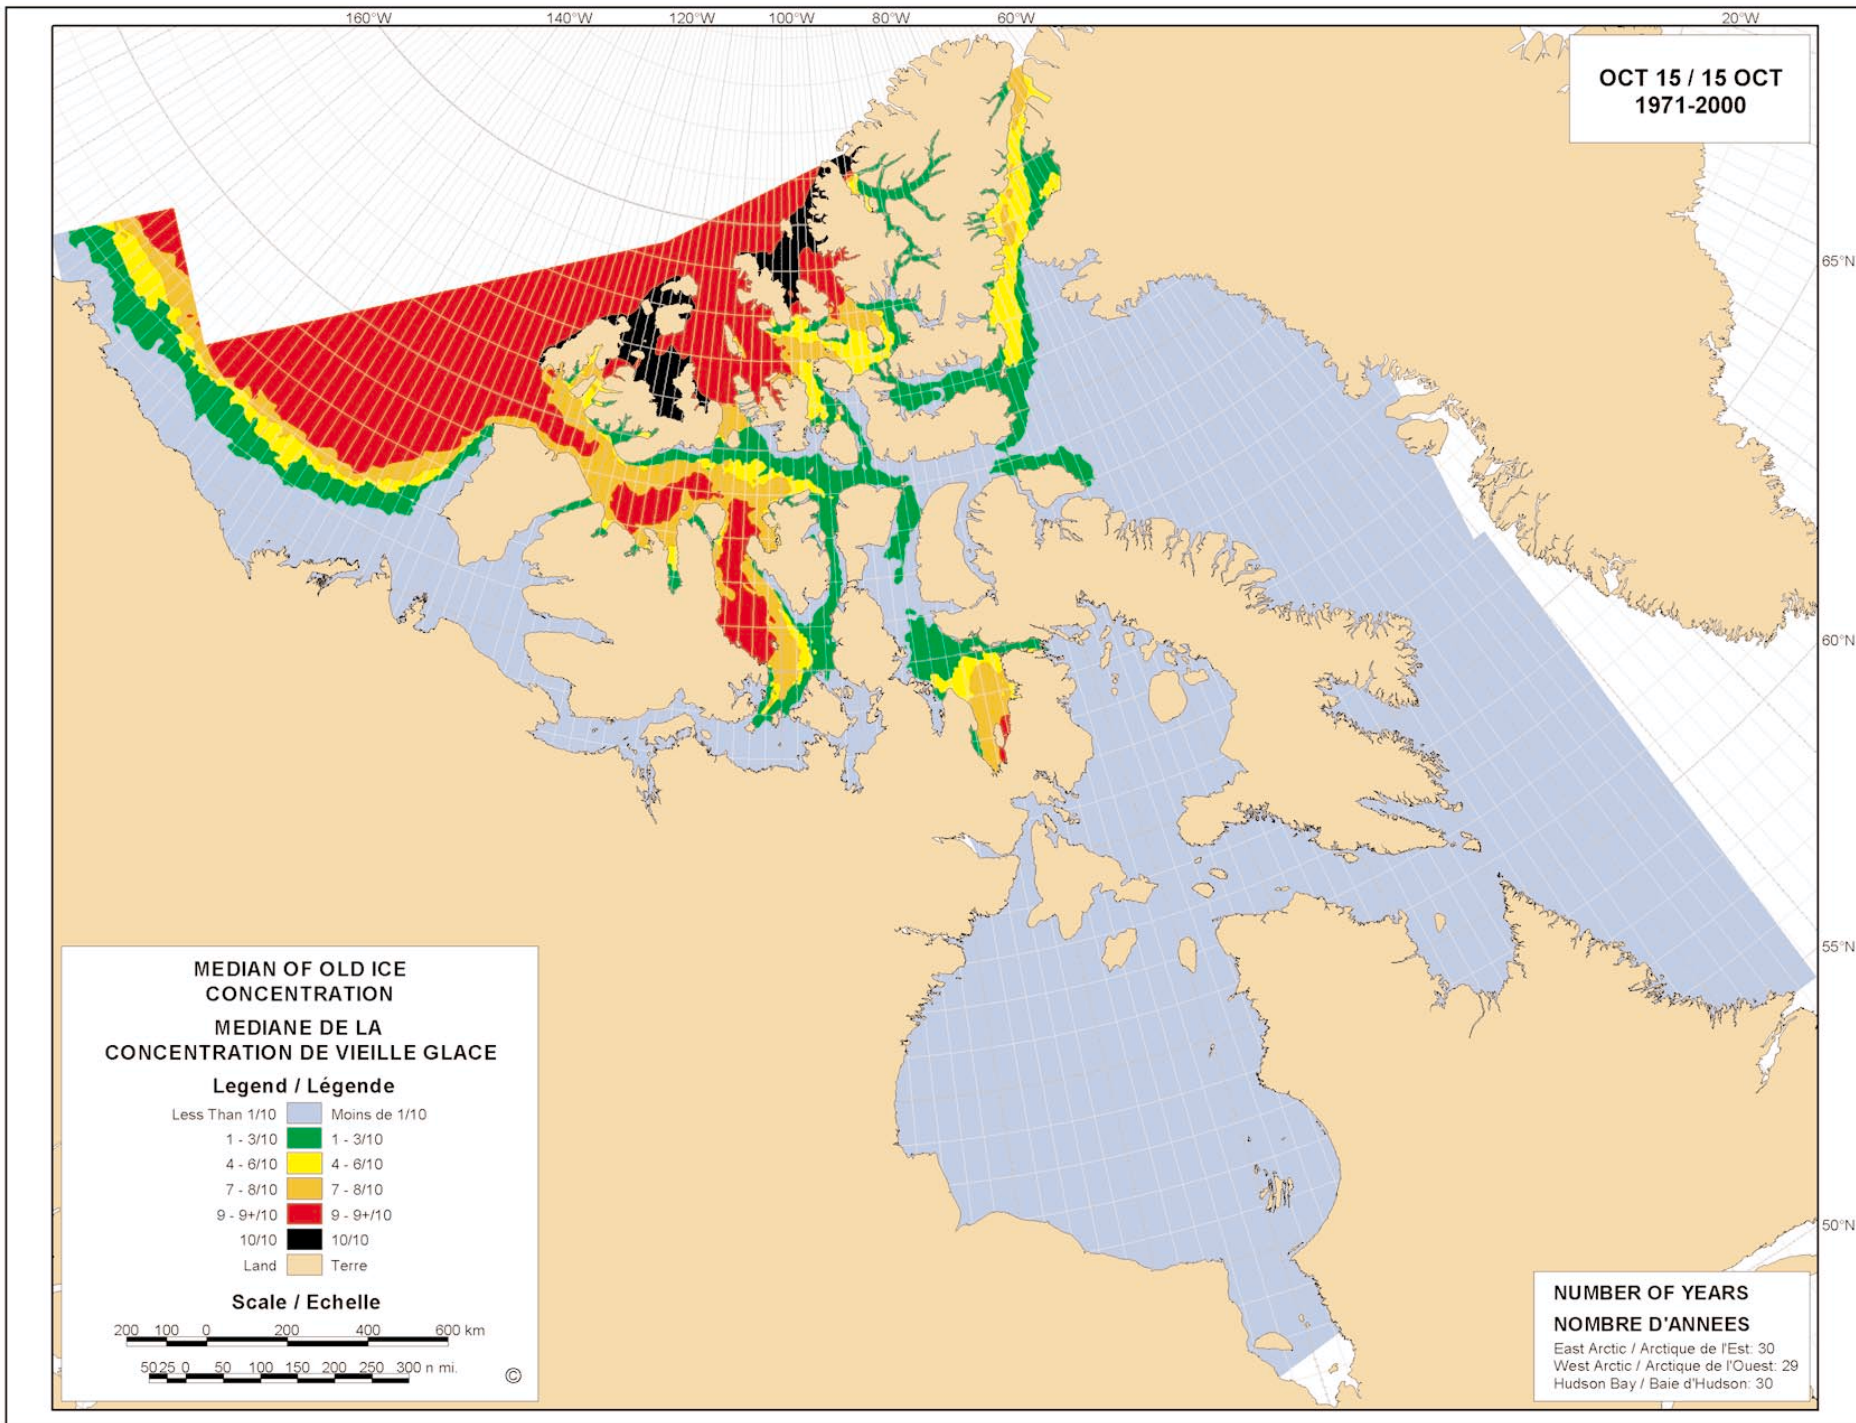 160°W 140°W 120°W 100°W 80°W 60°W 20°W
OCT 15 / 15 OCT
1971-2000
65°N
60°N
55°N
50°N
MEDIAN OF OLD ICE
CONCENTRATION
MEDIANE DE LA
CONCENTRATION DE VIEILLE GLACE
Legend / Légende
Less Than 1/10 Moins de 1/10
1 - 3/10 1 - 3/10
4 - 6/10 4 - 6/10
7 - 8/10 7 - 8/10
9 - 9+/10 9 - 9+/10
10/10 10/10
Land Terre
Scale / Echelle
200 100 0 200 400 600 km
50 25 0 50 100 150 200 250 300 n mi.
©
NUMBER OF YEARS
NOMBRE D'ANNEES
East Arctic / Arctique de l'Est: 30
West Arctic / Arctique de l'Ouest: 29
Hudson Bay / Baie d'Hudson: 30